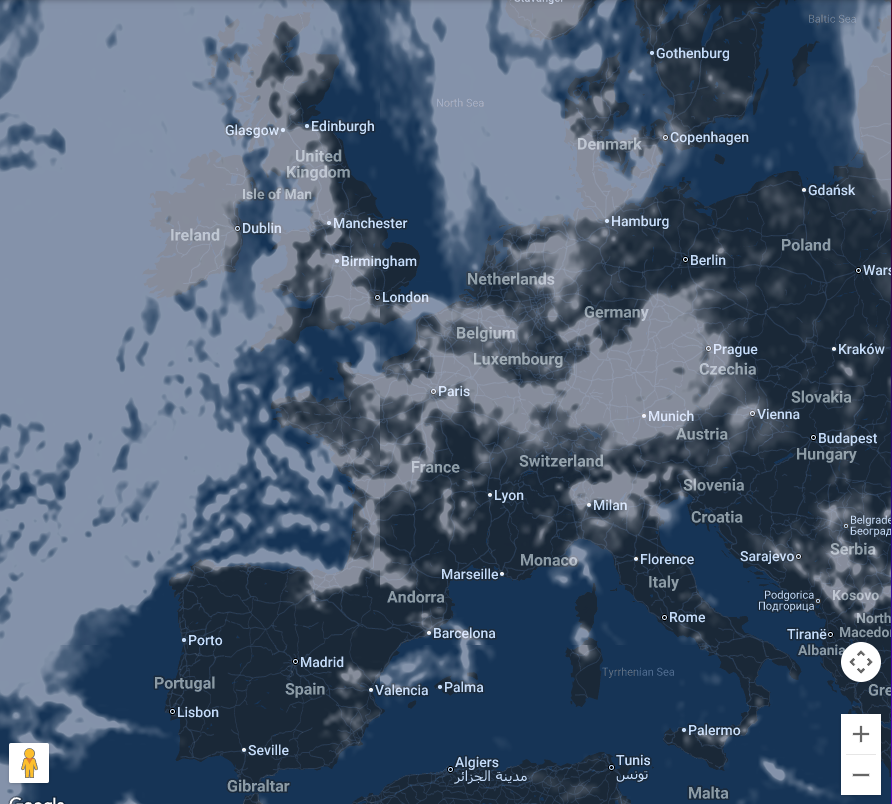 Stavanger
Baltic Sea
Gothenburg
North Sea
Glasgow
Edinburgh
Copenhagen
Denmark
United
Kingdom
Isle of Man
Gdańsk
Ireland
Dublin
Manchester
Hamburg
Poland
Birmingham
Berlin
Wars
Netherlands
London
Germany
Belgium
Prague
Kraków
Luxembourg
Czechia
Paris
Slovakia
Munich
Vienna
Austria
Budapest
Hungary
Switzerland
France
Slovenia
Lyon
Milan
Croatia
Belgrade
Београд
Serbia
Monaco
Florence
Sarajevo
Marseille
Italy
Andorra
Podgorica
Подгорица
Kosovo
Rome
North
Macedo
Porto
Barcelona
Tiranë
Albania
Madrid
Tyrrhenian Sea
Portugal
Spain
Valencia
Palma
Gre
Lisbon
Palermo
Seville
Algiers
مدينة الجزائر
Tunis
تونس
Gibraltar
Malta
Google